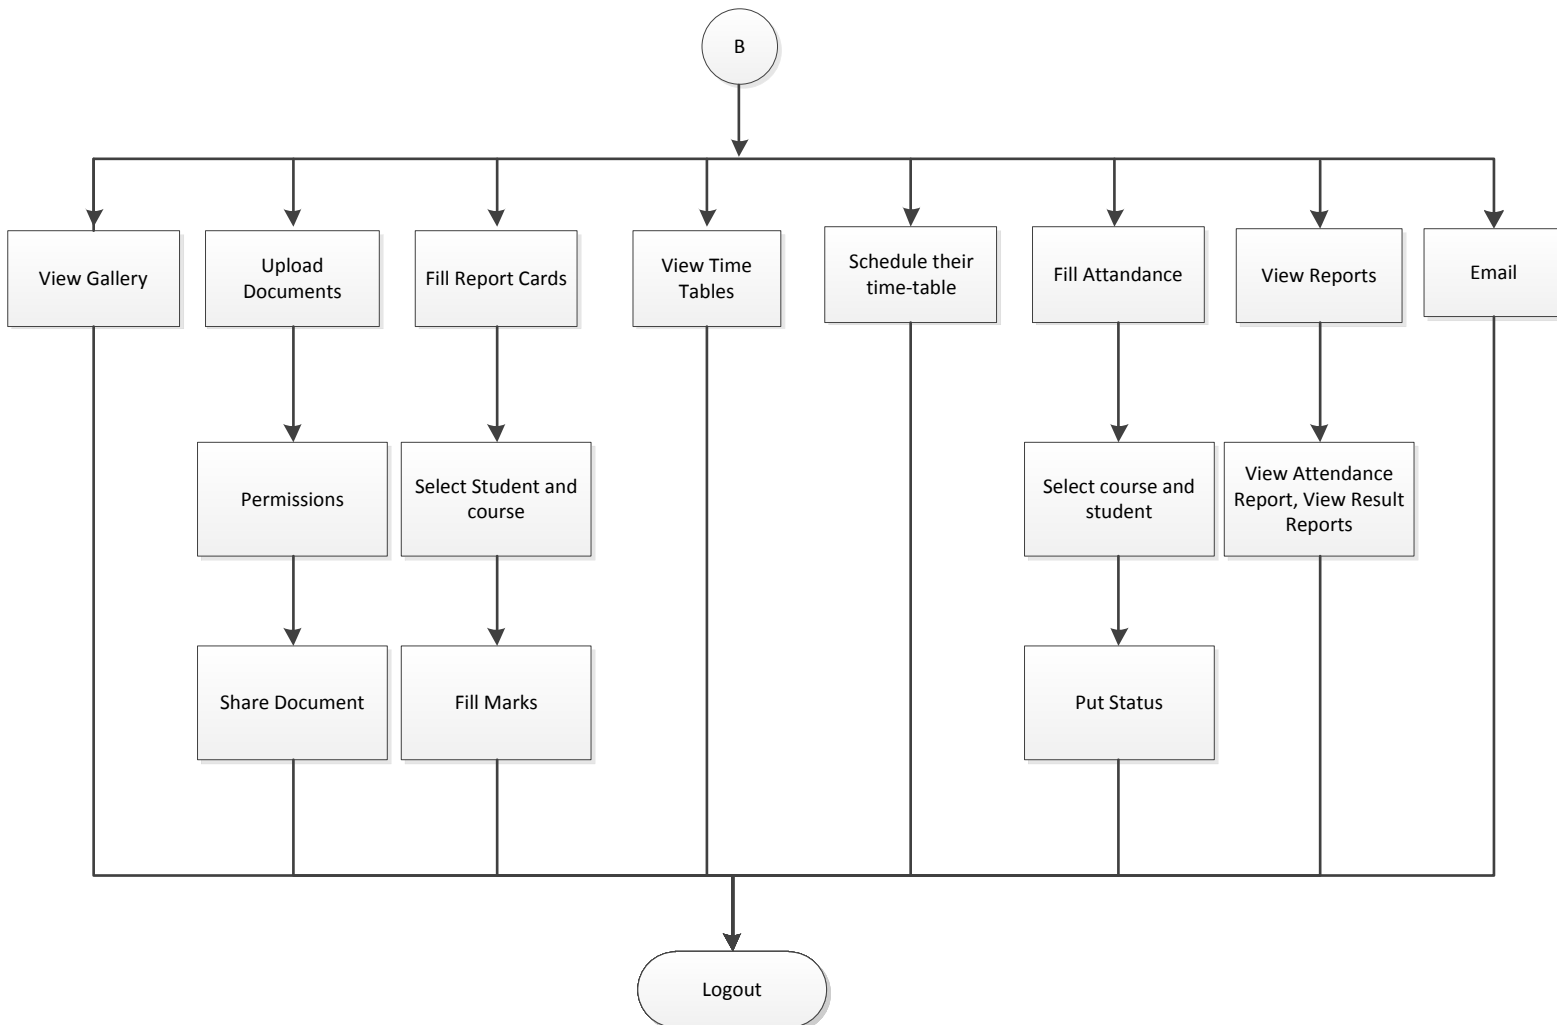 B
View Gallery
Upload
Documents
Fill Report Cards
View Time
Tables
Schedule their
time-table
Fill Attandance
View Reports
Email
Permissions
Select Student and
course
Select course and
student
View Attendance
Report, View Result
Reports
Share Document
Fill Marks
Put Status
Logout